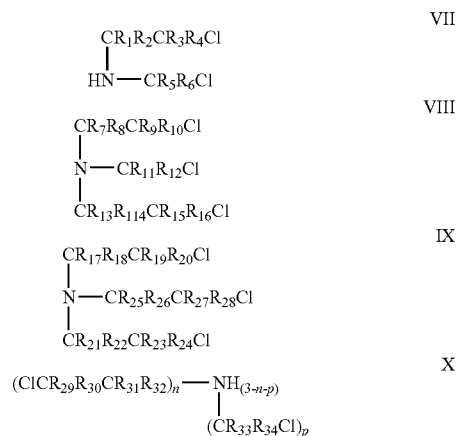 VII
CR₁R₂CR₃R₄Cl
HN—CR₅R₆Cl
VIII
CR₇R₈CR₉R₁₀Cl
N—CR₁₁R₁₂Cl
CR₁₃R₁₁₄CR₁₅R₁₆Cl
IX
CR₁₇R₁₈CR₁₉R₂₀Cl
N—CR₂₅R₂₆CR₂₇R₂₈Cl
CR₂₁R₂₂CR₂₃R₂₄Cl
X
(ClCR₂₉R₃₀CR₃₁R₃₂)ₙ—NH₍₃₋ₙ₋ₚ₎
(CR₃₃R₃₄Cl)ₚ